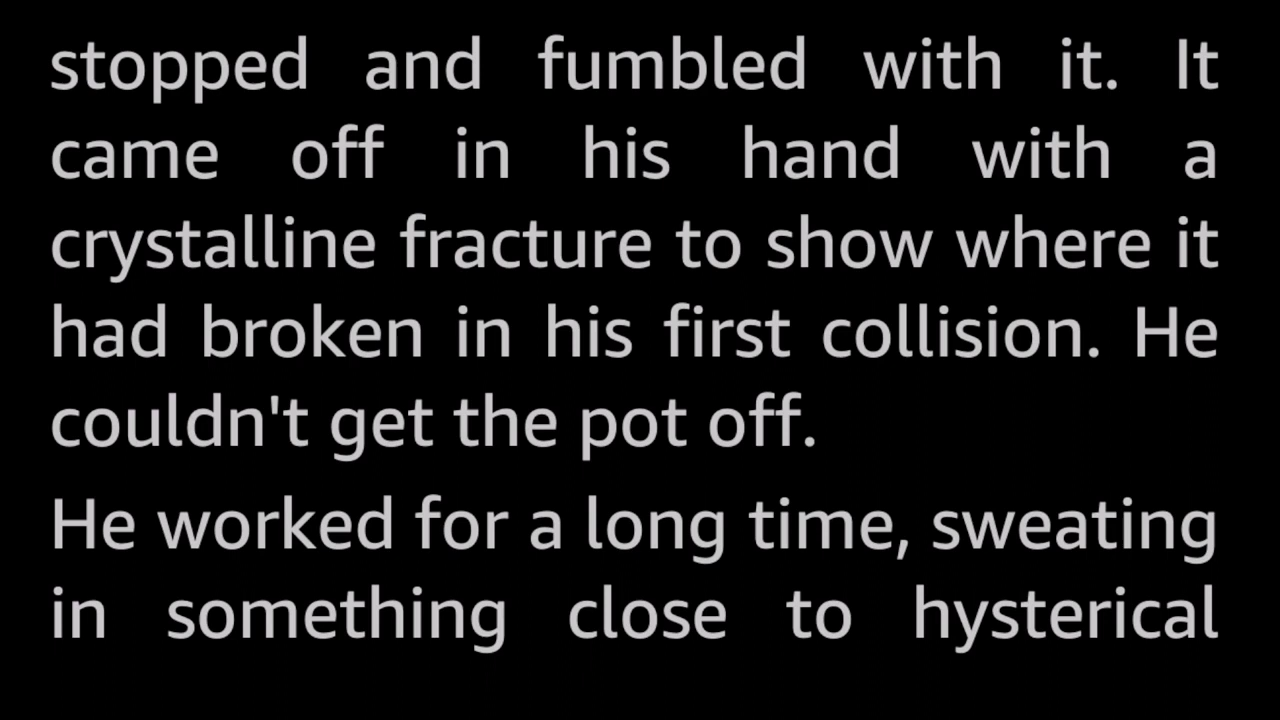 stopped and fumbled with it. It
came off in his hand with a
crystalline fracture to show where it
had broken in his first collision. He
couldn't get the pot off.
He worked for a long time, sweating
in something close to hysterical